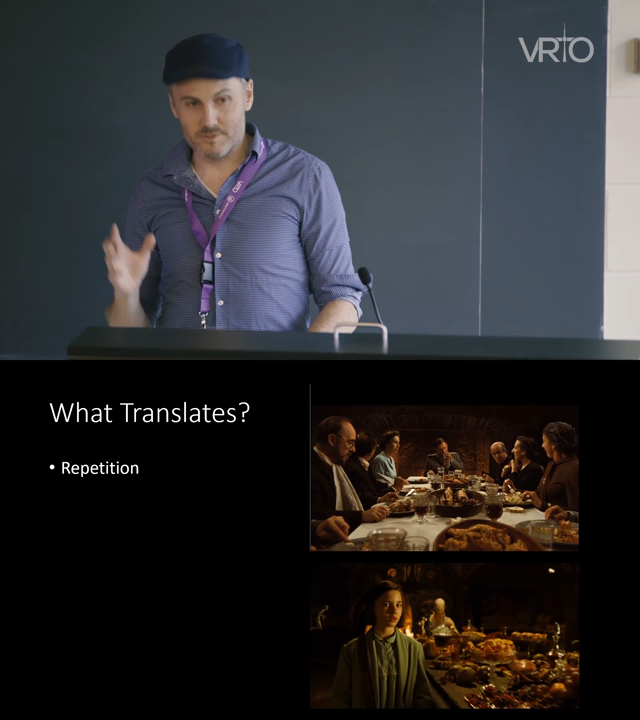 VRTO
What Translates?
• Repetition